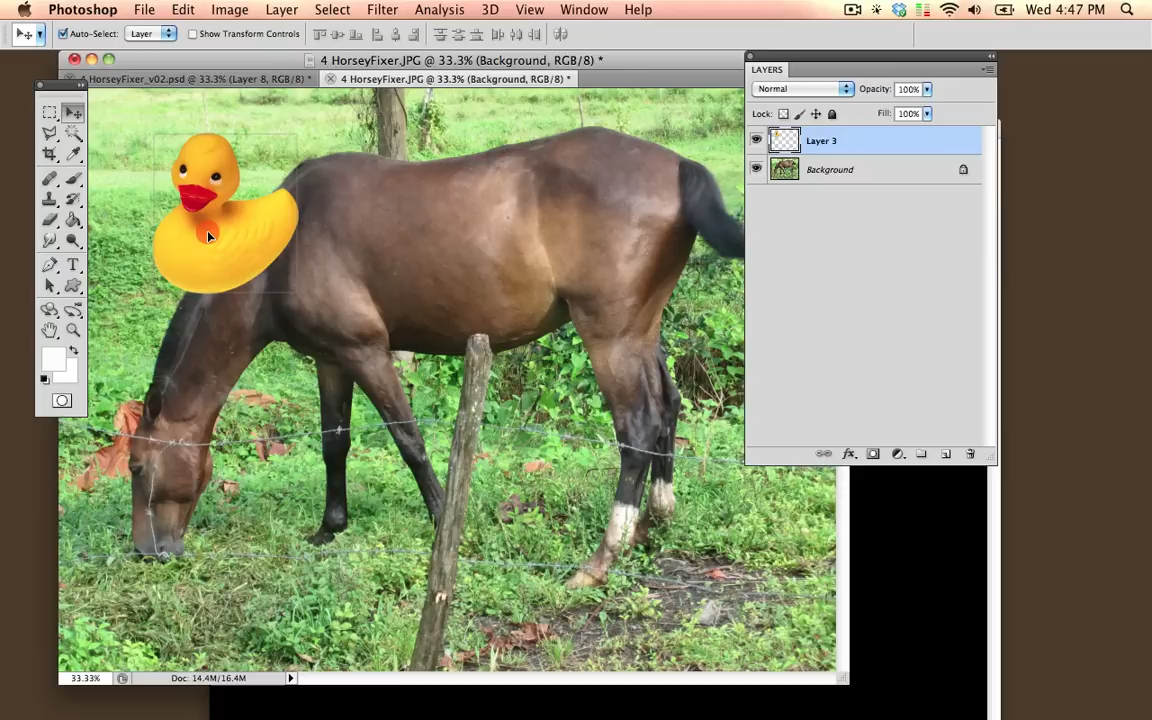 Photoshop File Edit Image Layer Select Filter Analysis 3D View Window Help Wed 4:47 PM
Auto-Select: Layer Show Transform Controls
4 HorseyFixer.JPG @ 33.3% (Background, RGB/8) *
4 HorseyFixer_v02.psd @ 33.3% (Layer 8, RGB/8) * 4 HorseyFixer.JPG @ 33.3% (Background, RGB/8) *
LAYERS
Normal Opacity: 100%
Lock: Fill: 100%
Layer 3
Background
T
fx
33.33% Doc: 14.4M/16.4M